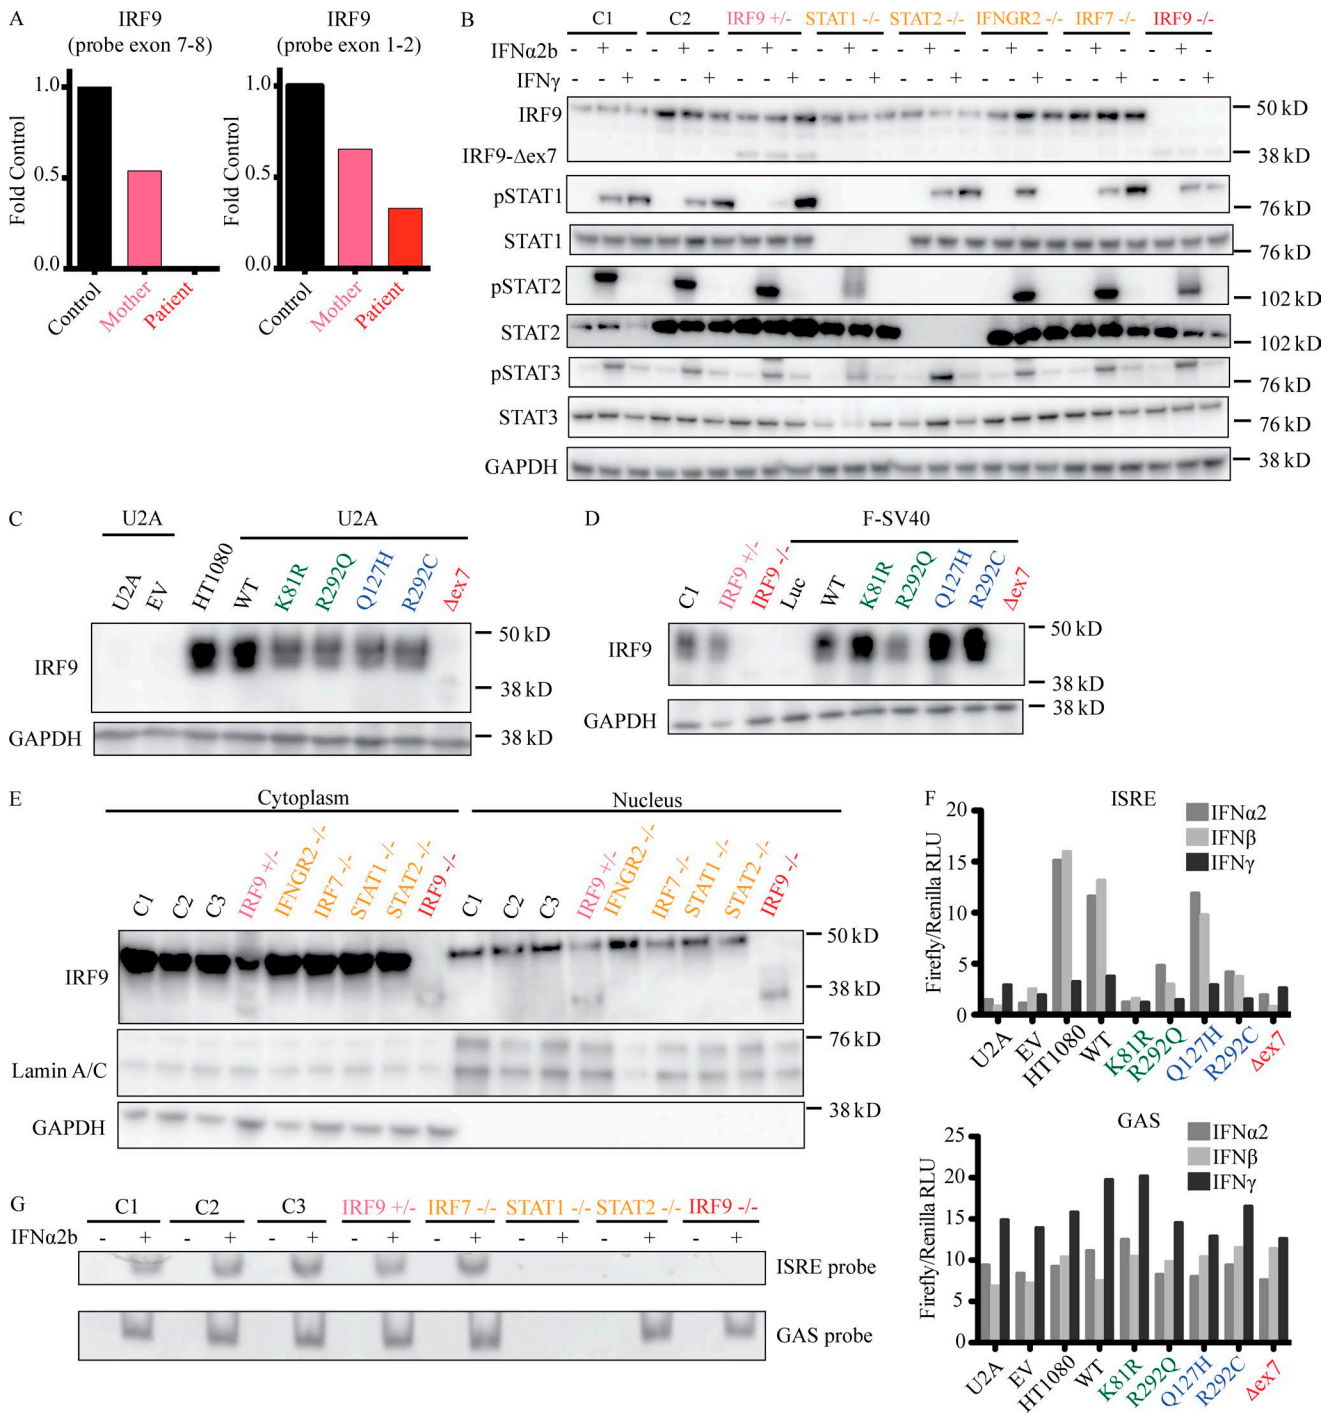 A
IRF9
(probe exon 7-8)
IRF9
(probe exon 1-2)
Fold Control
1.0
0.5
0.0
Control
Mother
Patient
Fold Control
1.0
0.5
0.0
Control
Mother
Patient
B
C1 C2 IRF9 +/- STAT1 -/- STAT2 -/- IFNGR2 -/- IRF7 -/- IRF9 -/-
IFNα2b - + - - + - - + - - + - - + - - + - - + - - + -
IFNγ - - + - - + - - + - - + - - + - - + - - + - - +
IRF9 50 kD
IRF9-Δex7 38 kD
pSTAT1 76 kD
STAT1 76 kD
pSTAT2 102 kD
STAT2 102 kD
pSTAT3 76 kD
STAT3 76 kD
GAPDH 38 kD
C
U2A U2A
U2A EV HT1080 WT K81R R292Q Q127H R292C Δex7
IRF9
50 kD
38 kD
GAPDH 38 kD
D
F-SV40
C1 IRF9 +/- IRF9 -/- Luc WT K81R R292Q Q127H R292C Δex7
IRF9
50 kD
38 kD
GAPDH 38 kD
E
Cytoplasm Nucleus
C1 C2 C3 IRF9 +/- IFNGR2 -/- IRF7 -/- STAT1 -/- STAT2 -/- IRF9 -/- C1 C2 C3 IRF9 +/- IFNGR2 -/- IRF7 -/- STAT1 -/- STAT2 -/- IRF9 -/-
IRF9
50 kD
38 kD
Lamin A/C
76 kD
GAPDH
38 kD
F
ISRE
IFNα2
IFNβ
IFNγ
Firefly/Renilla RLU
20
15
10
5
0
U2A EV HT1080 WT K81R R292Q Q127H R292C Δex7
GAS
IFNα2
IFNβ
IFNγ
Firefly/Renilla RLU
25
20
15
10
5
0
U2A EV HT1080 WT K81R R292Q Q127H R292C Δex7
G
C1 C2 C3 IRF9 +/- IRF7 -/- STAT1 -/- STAT2 -/- IRF9 -/-
IFNα2b - + - + - + - + - + - + - + - +
ISRE probe
GAS probe